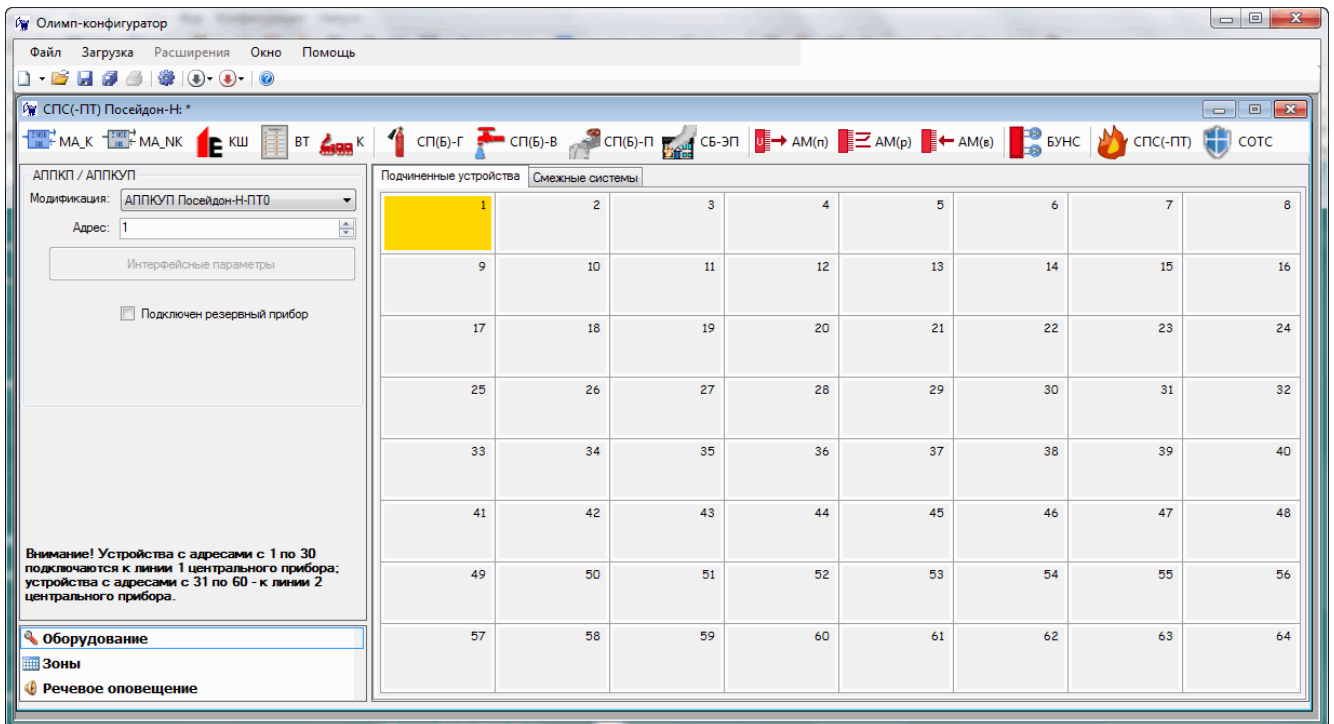 Олимп-конфигуратор
Файл Загрузка Расширения Окно Помощь
СПС(-ПТ) Посейдон-Н: *
МА_К МА_NK КШ ВТ К СП(Б)-Г СП(Б)-В СП(Б)-П СБ-ЭП АМ(п) АМ(р) АМ(в) БУНС СПС(-ПТ) СОТС
АППКП / АППКУП
Модификация: АППКУП Посейдон-Н-ПТ0
Адрес: 1
Интерфейсные параметры
Подключен резервный прибор
Внимание! Устройства с адресами с 1 по 30
подключаются к линии 1 центрального прибора;
устройства с адресами с 31 по 60 - к линии 2
центрального прибора.
Оборудование
Зоны
Речевое оповещение
Подчиненные устройства Смежные системы
1 2 3 4 5 6 7 8
9 10 11 12 13 14 15 16
17 18 19 20 21 22 23 24
25 26 27 28 29 30 31 32
33 34 35 36 37 38 39 40
41 42 43 44 45 46 47 48
49 50 51 52 53 54 55 56
57 58 59 60 61 62 63 64